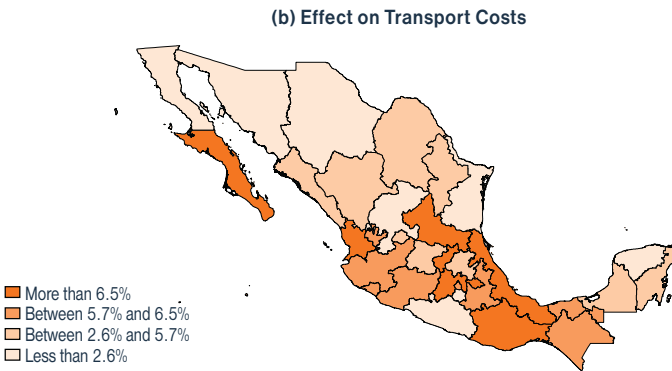 (b) Effect on Transport Costs
More than 6.5%
Between 5.7% and 6.5%
Between 2.6% and 5.7%
Less than 2.6%